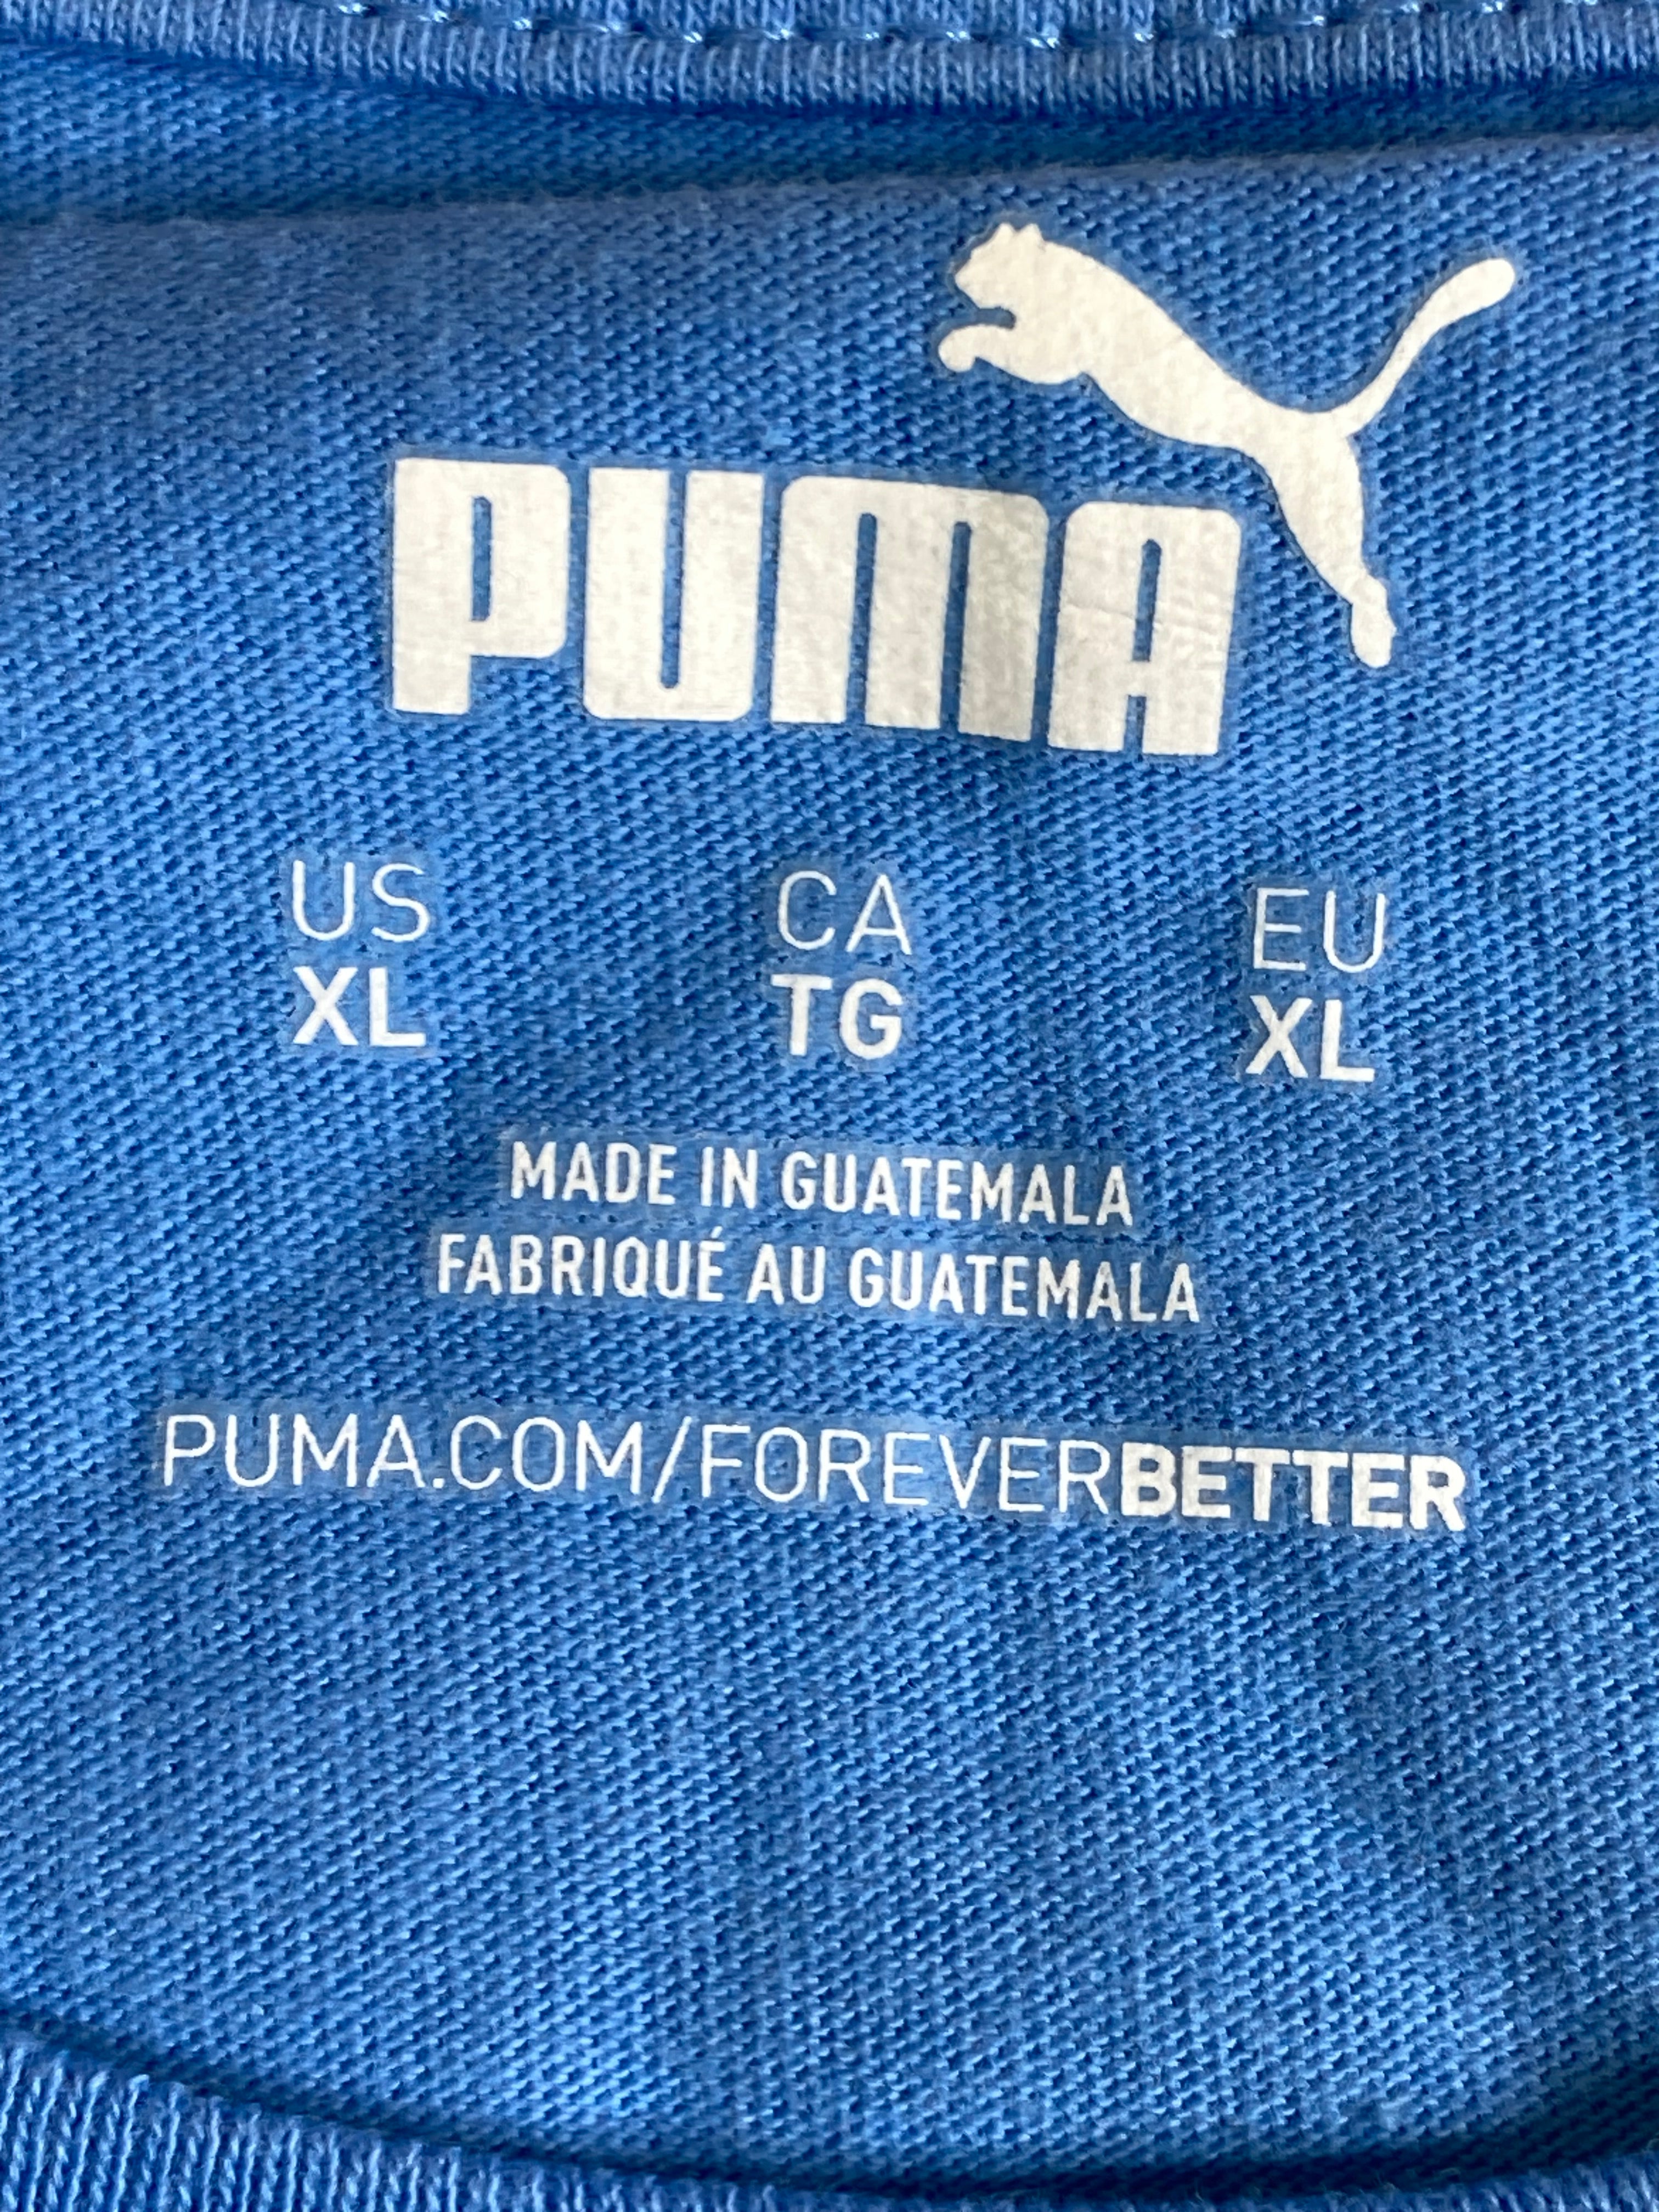 PUMA
US CA EU
XL TG XL
MADE IN GUATEMALA
FABRIQUÉ AU GUATEMALA
PUMA.COM/FOREVERBETTER